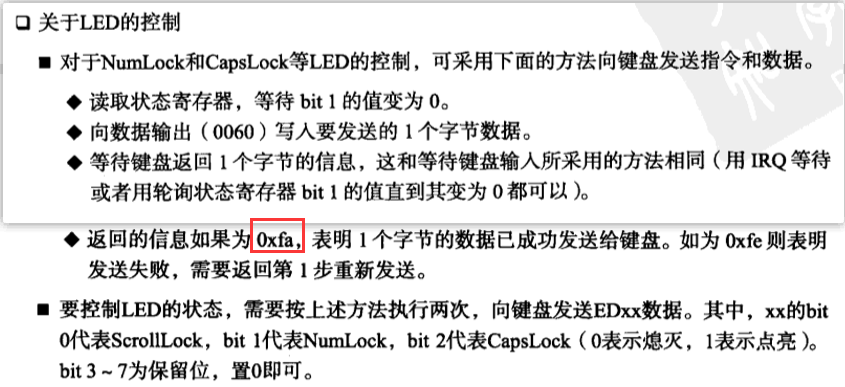 ❑ 关于LED的控制
■ 对于NumLock和CapsLock等LED的控制，可采用下面的方法向键盘发送指令和数据。
◆ 读取状态寄存器，等待 bit 1 的值变为 0。
◆ 向数据输出（0060）写入要发送的 1 个字节数据。
◆ 等待键盘返回 1 个字节的信息，这和等待键盘输入所采用的方法相同（用 IRQ 等待
或者用轮询状态寄存器 bit 1 的值直到其变为 0 都可以）。
◆ 返回的信息如果为 0xfa，表明 1 个字节的数据已成功发送给键盘。如为 0xfe 则表明
发送失败，需要返回第 1 步重新发送。
■ 要控制LED的状态，需要按上述方法执行两次，向键盘发送EDxx数据。其中，xx的bit
0代表ScrollLock，bit 1代表NumLock，bit 2代表CapsLock（0表示熄灭，1表示点亮）。
bit 3～7为保留位，置0即可。